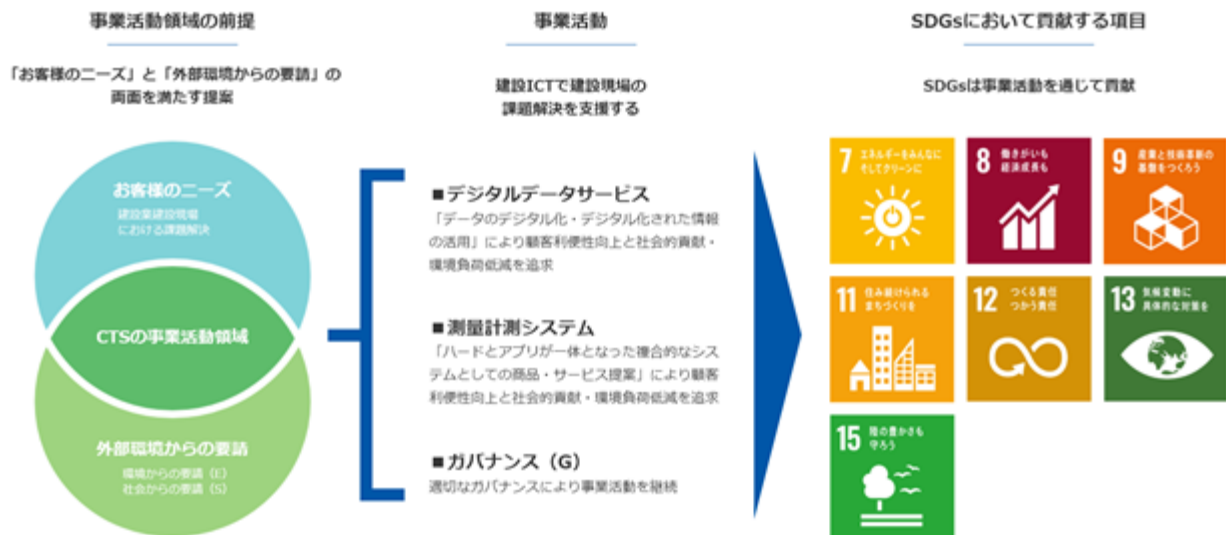 事業活動領域の前提
「お客様のニーズ」と「外部環境からの要請」の
両面を満たす提案
お客様のニーズ
建設業建設現場
における課題解決
CTSの事業活動領域
外部環境からの要請
環境からの要請（E）
社会からの要請（S）
事業活動
建設ICTで建設現場の
課題解決を支援する
■デジタルデータサービス
「データのデジタル化・デジタル化された情報
の活用」により顧客利便性向上と社会的貢献・
環境負荷低減を追求
■測量計測システム
「ハードとアプリが一体となった複合的なシス
テムとしての商品・サービス提案」により顧客
利便性向上と社会的貢献・環境負荷低減を追求
■ガバナンス（G）
適切なガバナンスにより事業活動を継続
SDGsにおいて貢献する項目
SDGsは事業活動を通じて貢献
7 エネルギーをみんなに
そしてクリーンに
8 働きがいも
経済成長も
9 産業と技術革新の
基盤をつくろう
11 住み続けられる
まちづくりを
12 つくる責任
つかう責任
13 気候変動に
具体的な対策を
15 陸の豊かさも
守ろう